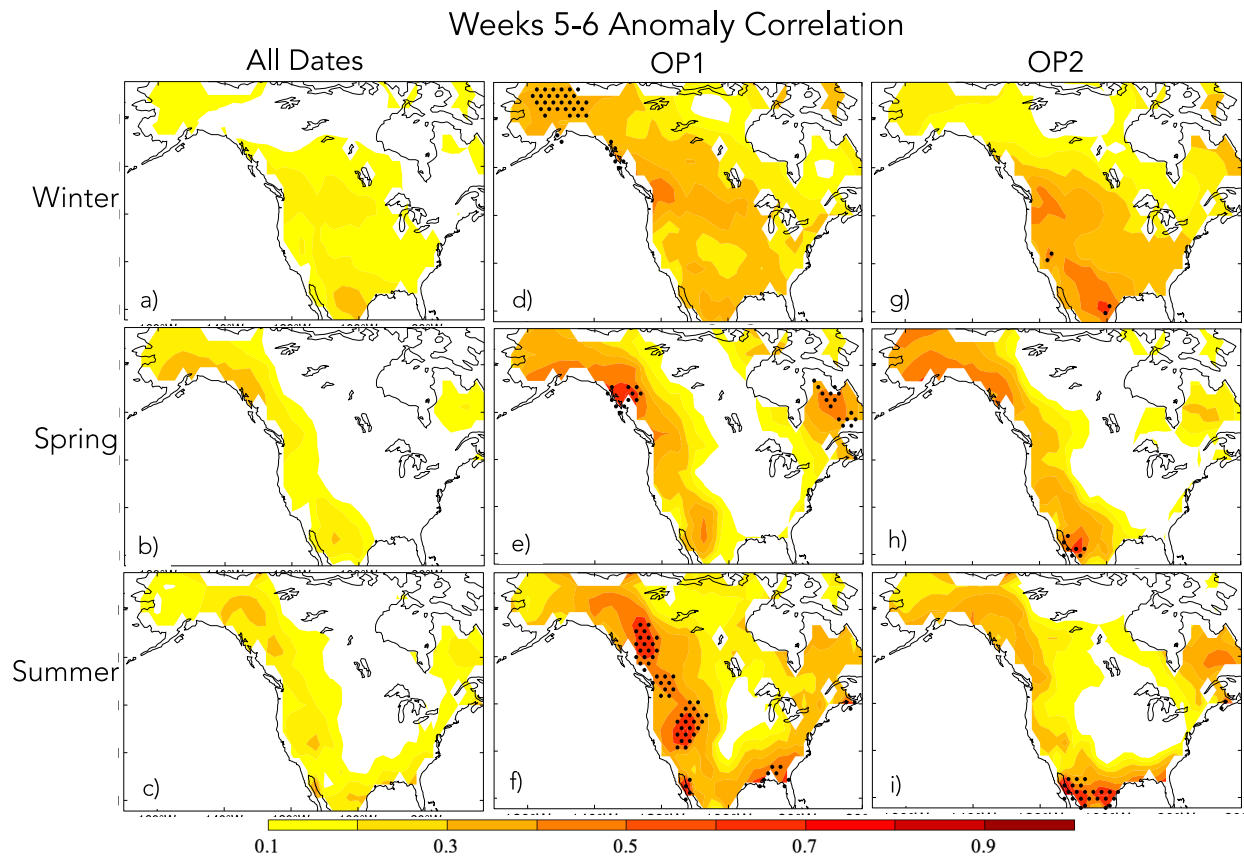 Weeks 5-6 Anomaly Correlation
All Dates OP1 OP2
Winter
a) d) g)
Spring
b) e) h)
Summer
c) f) i)
0.1 0.3 0.5 0.7 0.9